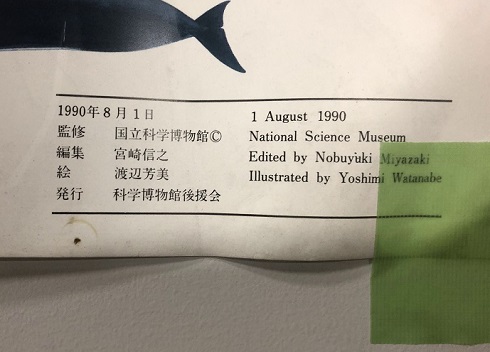 1990年8月1日 1 August 1990
監修 国立科学博物館© National Science Museum
編集 宮崎信之 Edited by Nobuyuki Miyazaki
絵 渡辺芳美 Illustrated by Yoshimi Watanabe
発行 科学博物館後援会